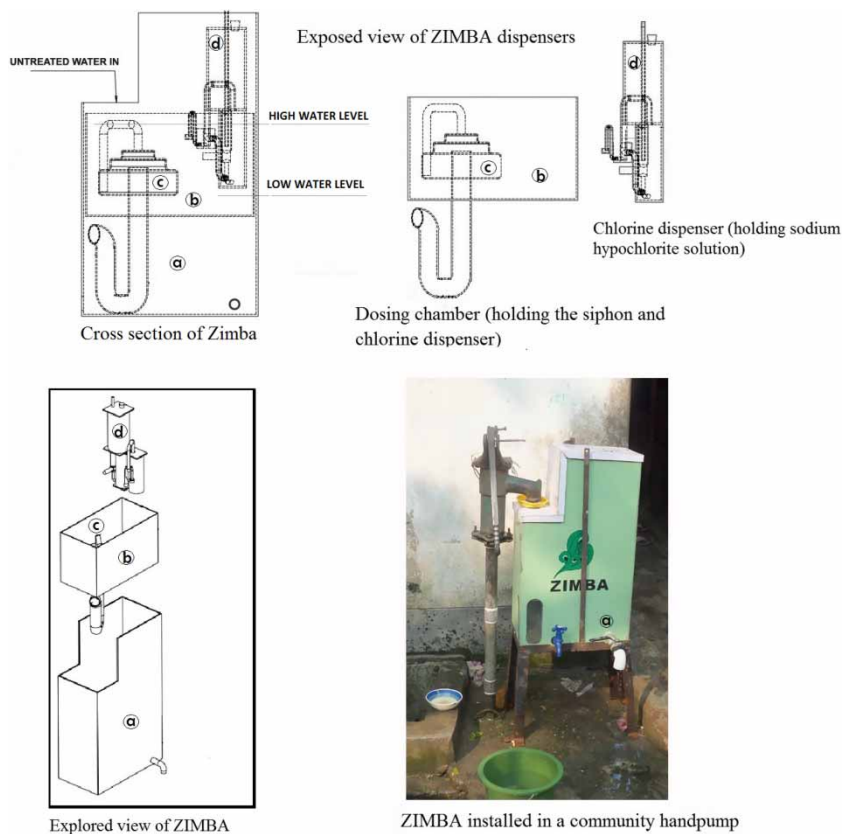 Exposed view of ZIMBA dispensers
d
d
UNTREATED WATER IN
HIGH WATER LEVEL
c
c
b
b
LOW WATER LEVEL
Chlorine dispenser (holding sodium
hypochlorite solution)
a
Cross section of Zimba
Dosing chamber (holding the siphon and
chlorine dispenser)
d
c
b
a
ZIMBA
a
Explored view of ZIMBA
ZIMBA installed in a community handpump